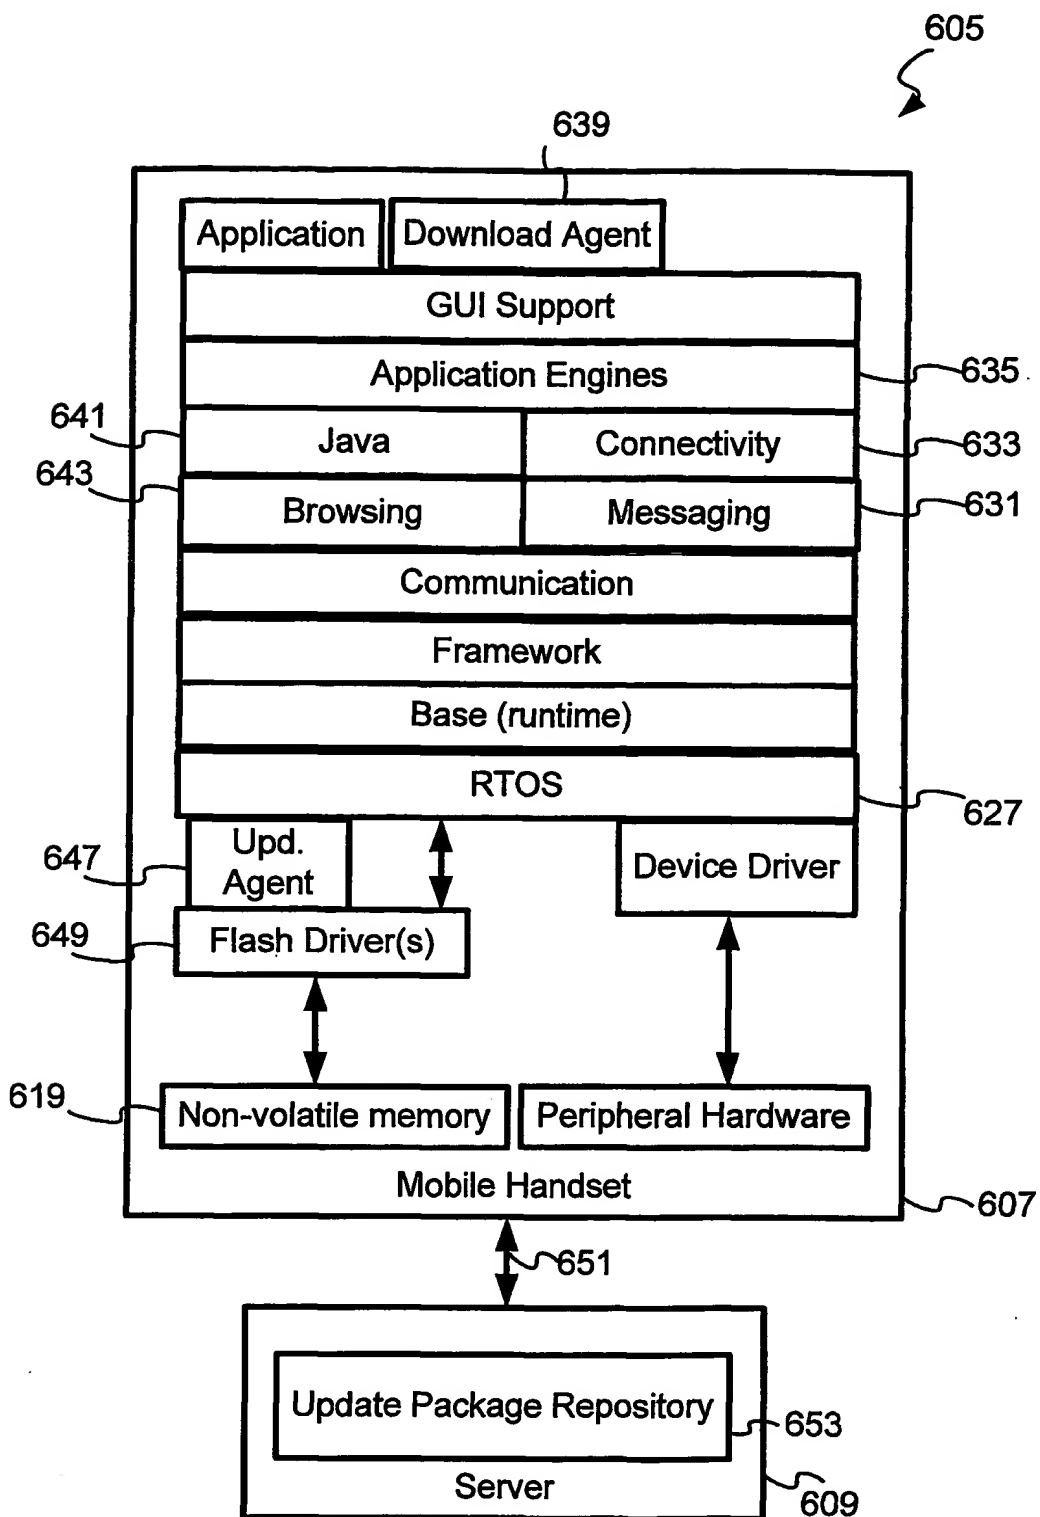 605
639
Application
Download Agent
GUI Support
Application Engines
635
641
Java
Connectivity
633
643
Browsing
Messaging
631
Communication
Framework
Base (runtime)
RTOS
627
647
Upd.
Agent
Device Driver
649
Flash Driver(s)
619
Non-volatile memory
Peripheral Hardware
Mobile Handset
607
651
Update Package Repository
653
Server
609